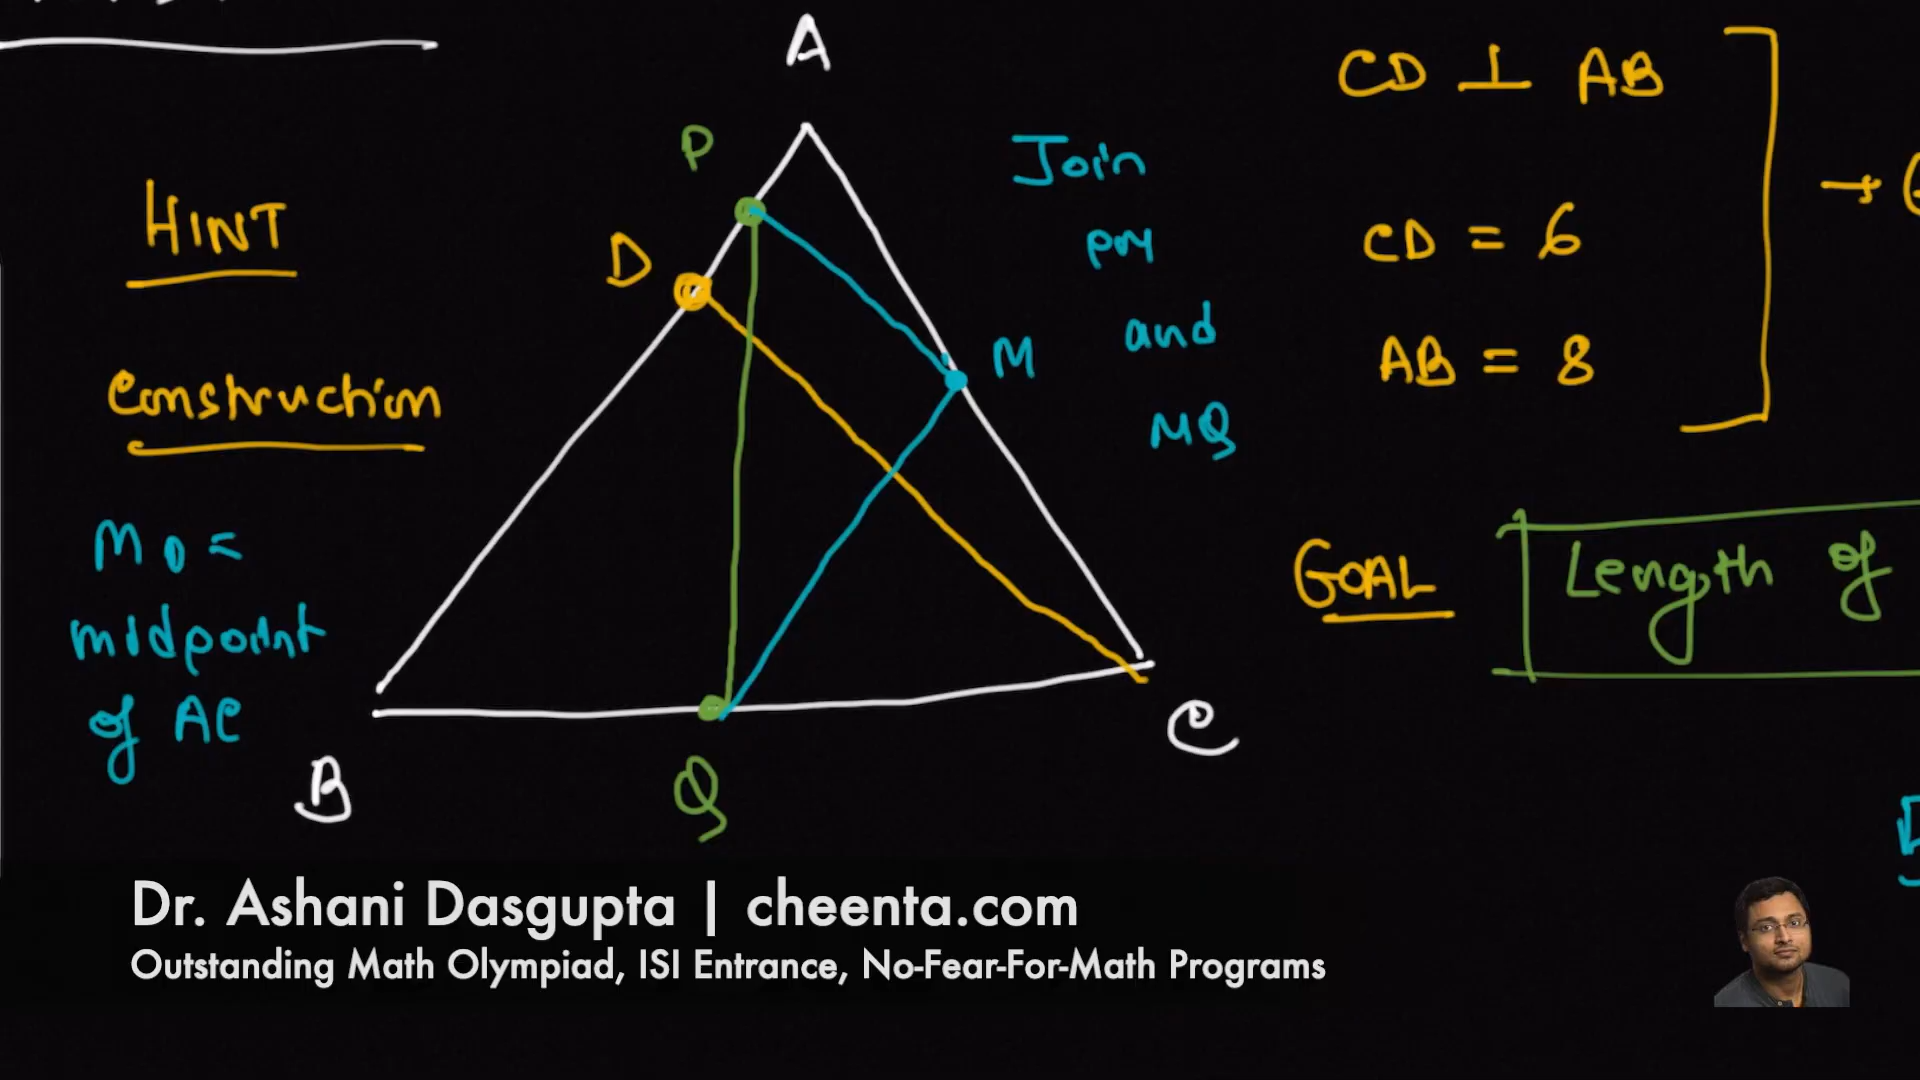 A
CD ⊥ AB
P
Join
HINT
PM
D
CD = 6
and
M
AB = 8
Construction
MQ
M D =
midpoint
of AC
GOAL
Length of
B
Q
C
Dr. Ashani Dasgupta | cheenta.com
Outstanding Math Olympiad, ISI Entrance, No-Fear-For-Math Programs